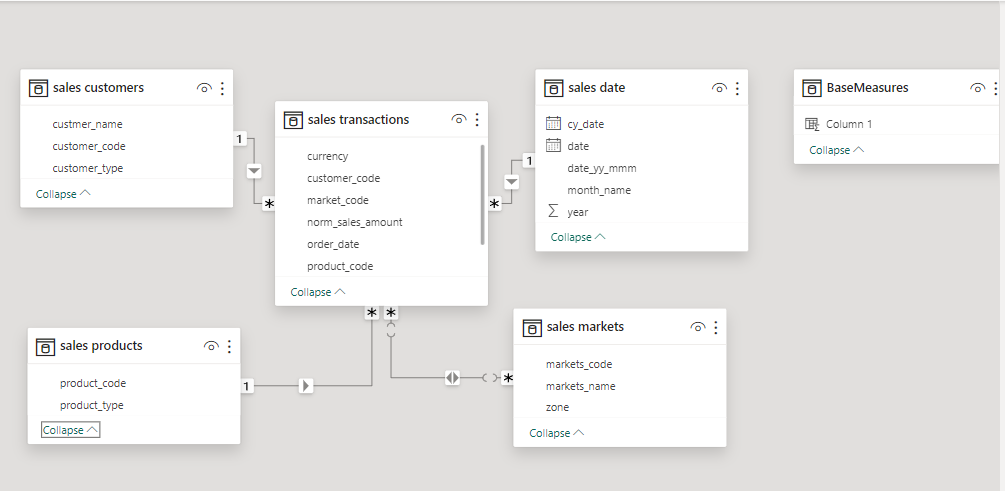 sales customers
custmer_name
customer_code
customer_type
Collapse
1
*
sales transactions
currency
customer_code
market_code
norm_sales_amount
order_date
product_code
Collapse
*
*
*
1
sales date
cy_date
date
date_yy_mmm
month_name
Σ year
Collapse
BaseMeasures
Column 1
Collapse
sales products
product_code
product_type
Collapse
1
*
sales markets
markets_code
markets_name
zone
Collapse